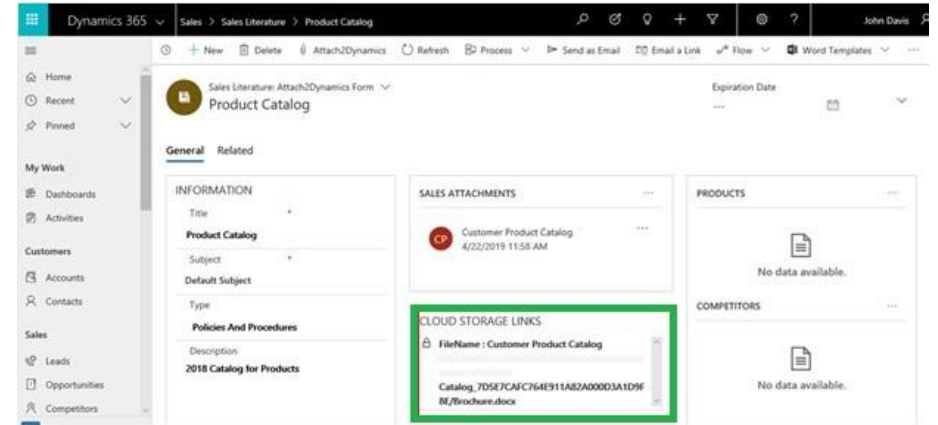 Dynamics 365 Sales > Sales Literature > Product Catalog John Davis
New Delete Attach2Dynamics Refresh Process Send as Email Email a Link Flow Word Templates ...
Home
Recent
Pinned
My Work
Dashboards
Activities
Customers
Accounts
Contacts
Sales
Leads
Opportunities
Competitors
Sales Literature: Attach2Dynamics Form
Product Catalog
Expiration Date
---
General Related
INFORMATION
Title *
Product Catalog
Subject *
Default Subject
Type
Policies And Procedures
Description
2018 Catalog for Products
SALES ATTACHMENTS ...
CP
Customer Product Catalog ...
4/22/2019 11:58 AM
CLOUD STORAGE LINKS
FileName : Customer Product Catalog
Catalog_7D5E7CAFC764E911A82A000D3A1D9F
8E/Brochure.docx
PRODUCTS ...
No data available.
COMPETITORS ...
No data available.